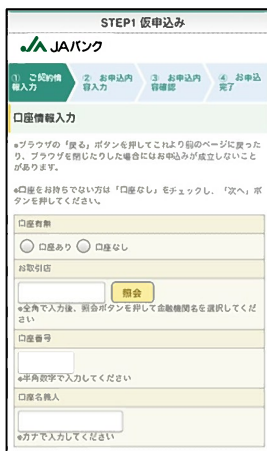 STEP1 仮申込み
JAバンク
① ご契約情報入力
② お申込内容入力
③ お申込内容確認
④ お申込完了
口座情報入力
※ブラウザの「戻る」ボタンを押してこれより前のページに戻った
り、ブラウザを閉じたりした場合にはお申込みが成立しないこと
があります。
※口座をお持ちでない方は「口座なし」をチェックし、「次へ」ボ
タンを押してください。
口座有無
口座あり 口座なし
お取引店
照会
※全角で入力後、照会ボタンを押して金融機関名を選択してくだ
さい
口座番号
※半角数字で入力してください
口座名義人
※カナで入力してください